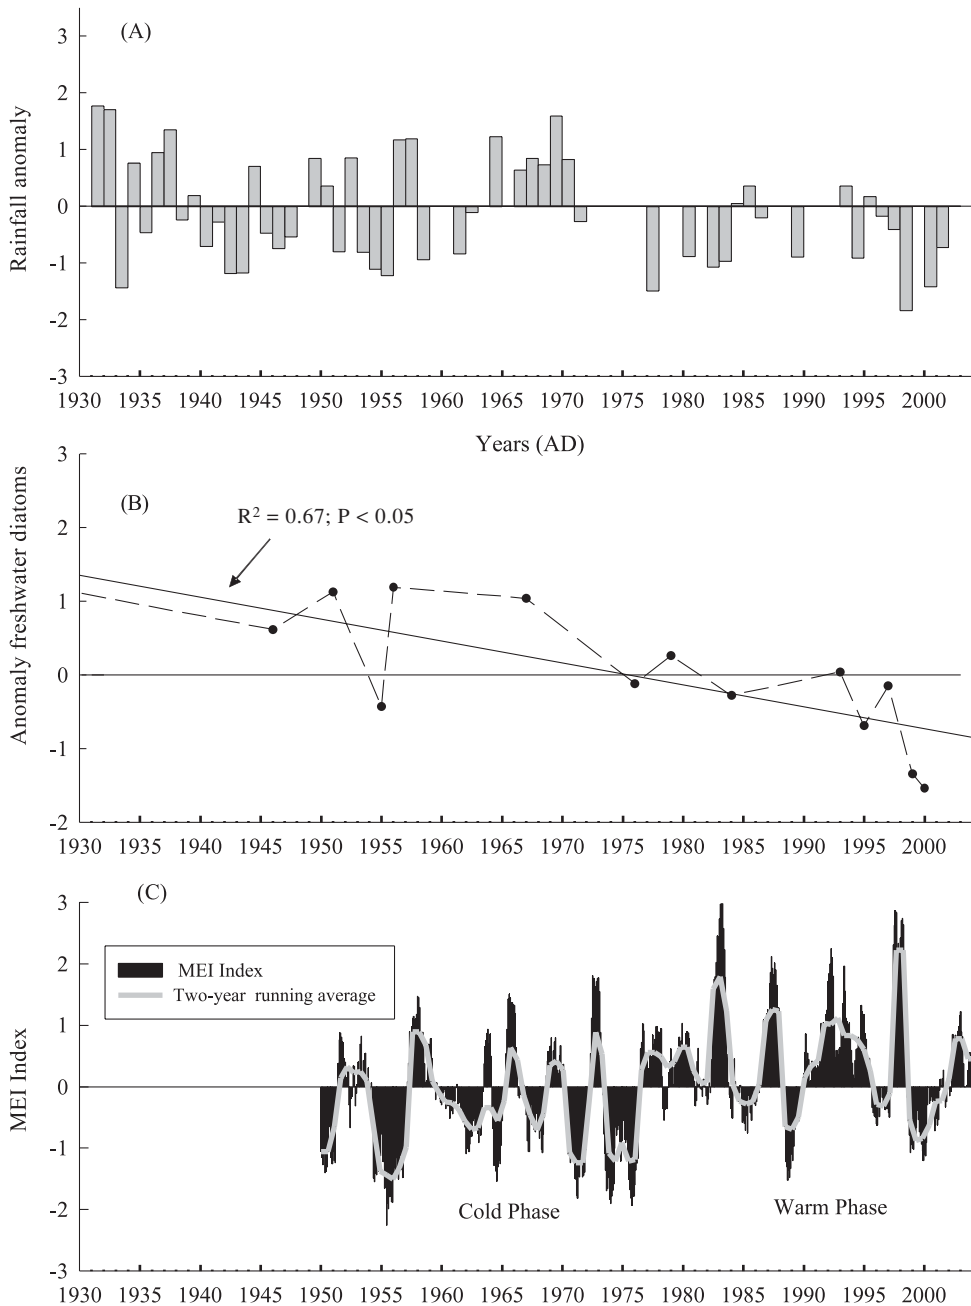 (A)
3
2
1
0
-1
-2
-3
Rainfall anomaly
1930 1935 1940 1945 1950 1955 1960 1965 1970 1975 1980 1985 1990 1995 2000
Years (AD)
(B)
R² = 0.67; P < 0.05
3
2
1
0
-1
-2
Anomaly freshwater diatoms
1930 1935 1940 1945 1950 1955 1960 1965 1970 1975 1980 1985 1990 1995 2000
(C)
3
2
1
0
-1
-2
-3
MEI Index
MEI Index
Two-year running average
Cold Phase
Warm Phase
1930 1935 1940 1945 1950 1955 1960 1965 1970 1975 1980 1985 1990 1995 2000